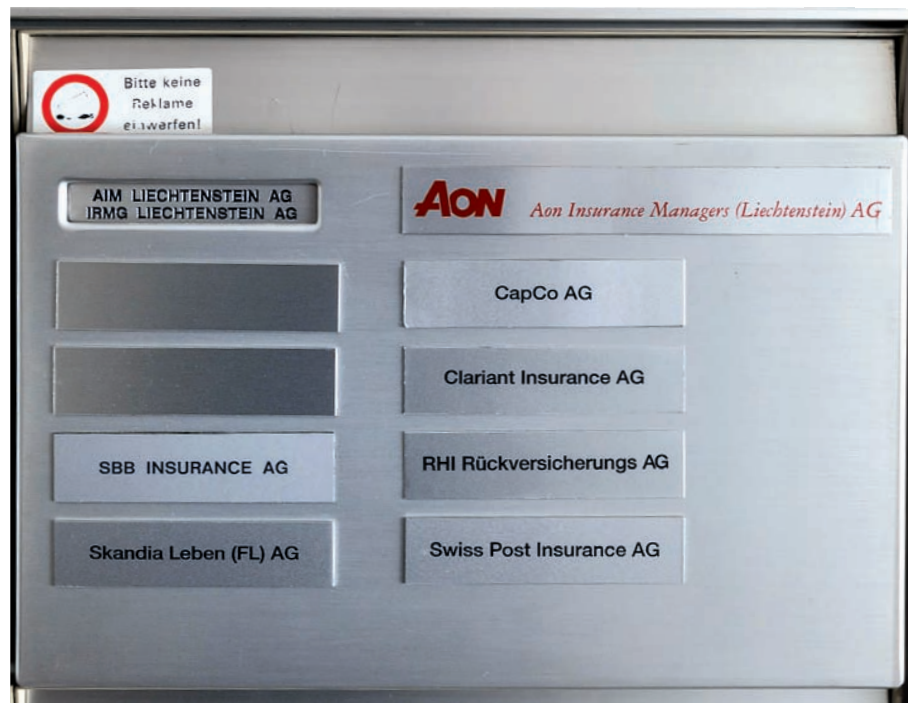 Bitte keine
Reklame
einwerfen!
AIM LIECHTENSTEIN AG
IRMG LIECHTENSTEIN AG
AON Aon Insurance Managers (Liechtenstein) AG
CapCo AG
Clariant Insurance AG
SBB INSURANCE AG
RHI Rückversicherungs AG
Skandia Leben (FL) AG
Swiss Post Insurance AG